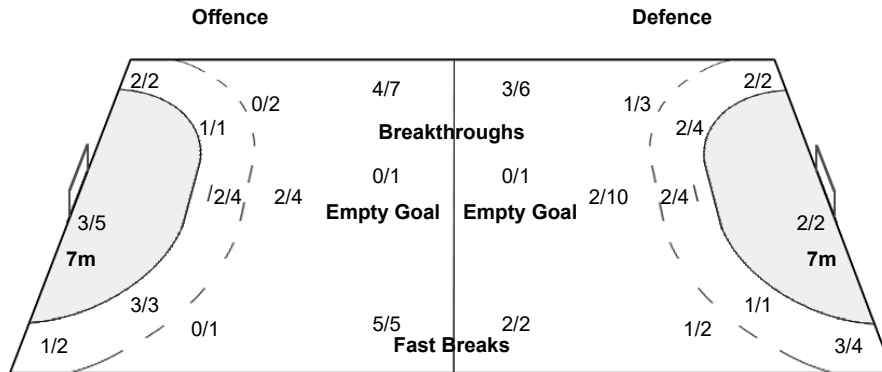 Offence Defence
2/2 4/7 3/6 2/2
0/2 1/3
1/1 Breakthroughs 2/4
0/1 0/1
2/4 2/4 2/10 2/4
Empty Goal Empty Goal
3/5 2/2
7m 7m
3/3 1/1
0/1 5/5 2/2 1/2
1/2 Fast Breaks 3/4